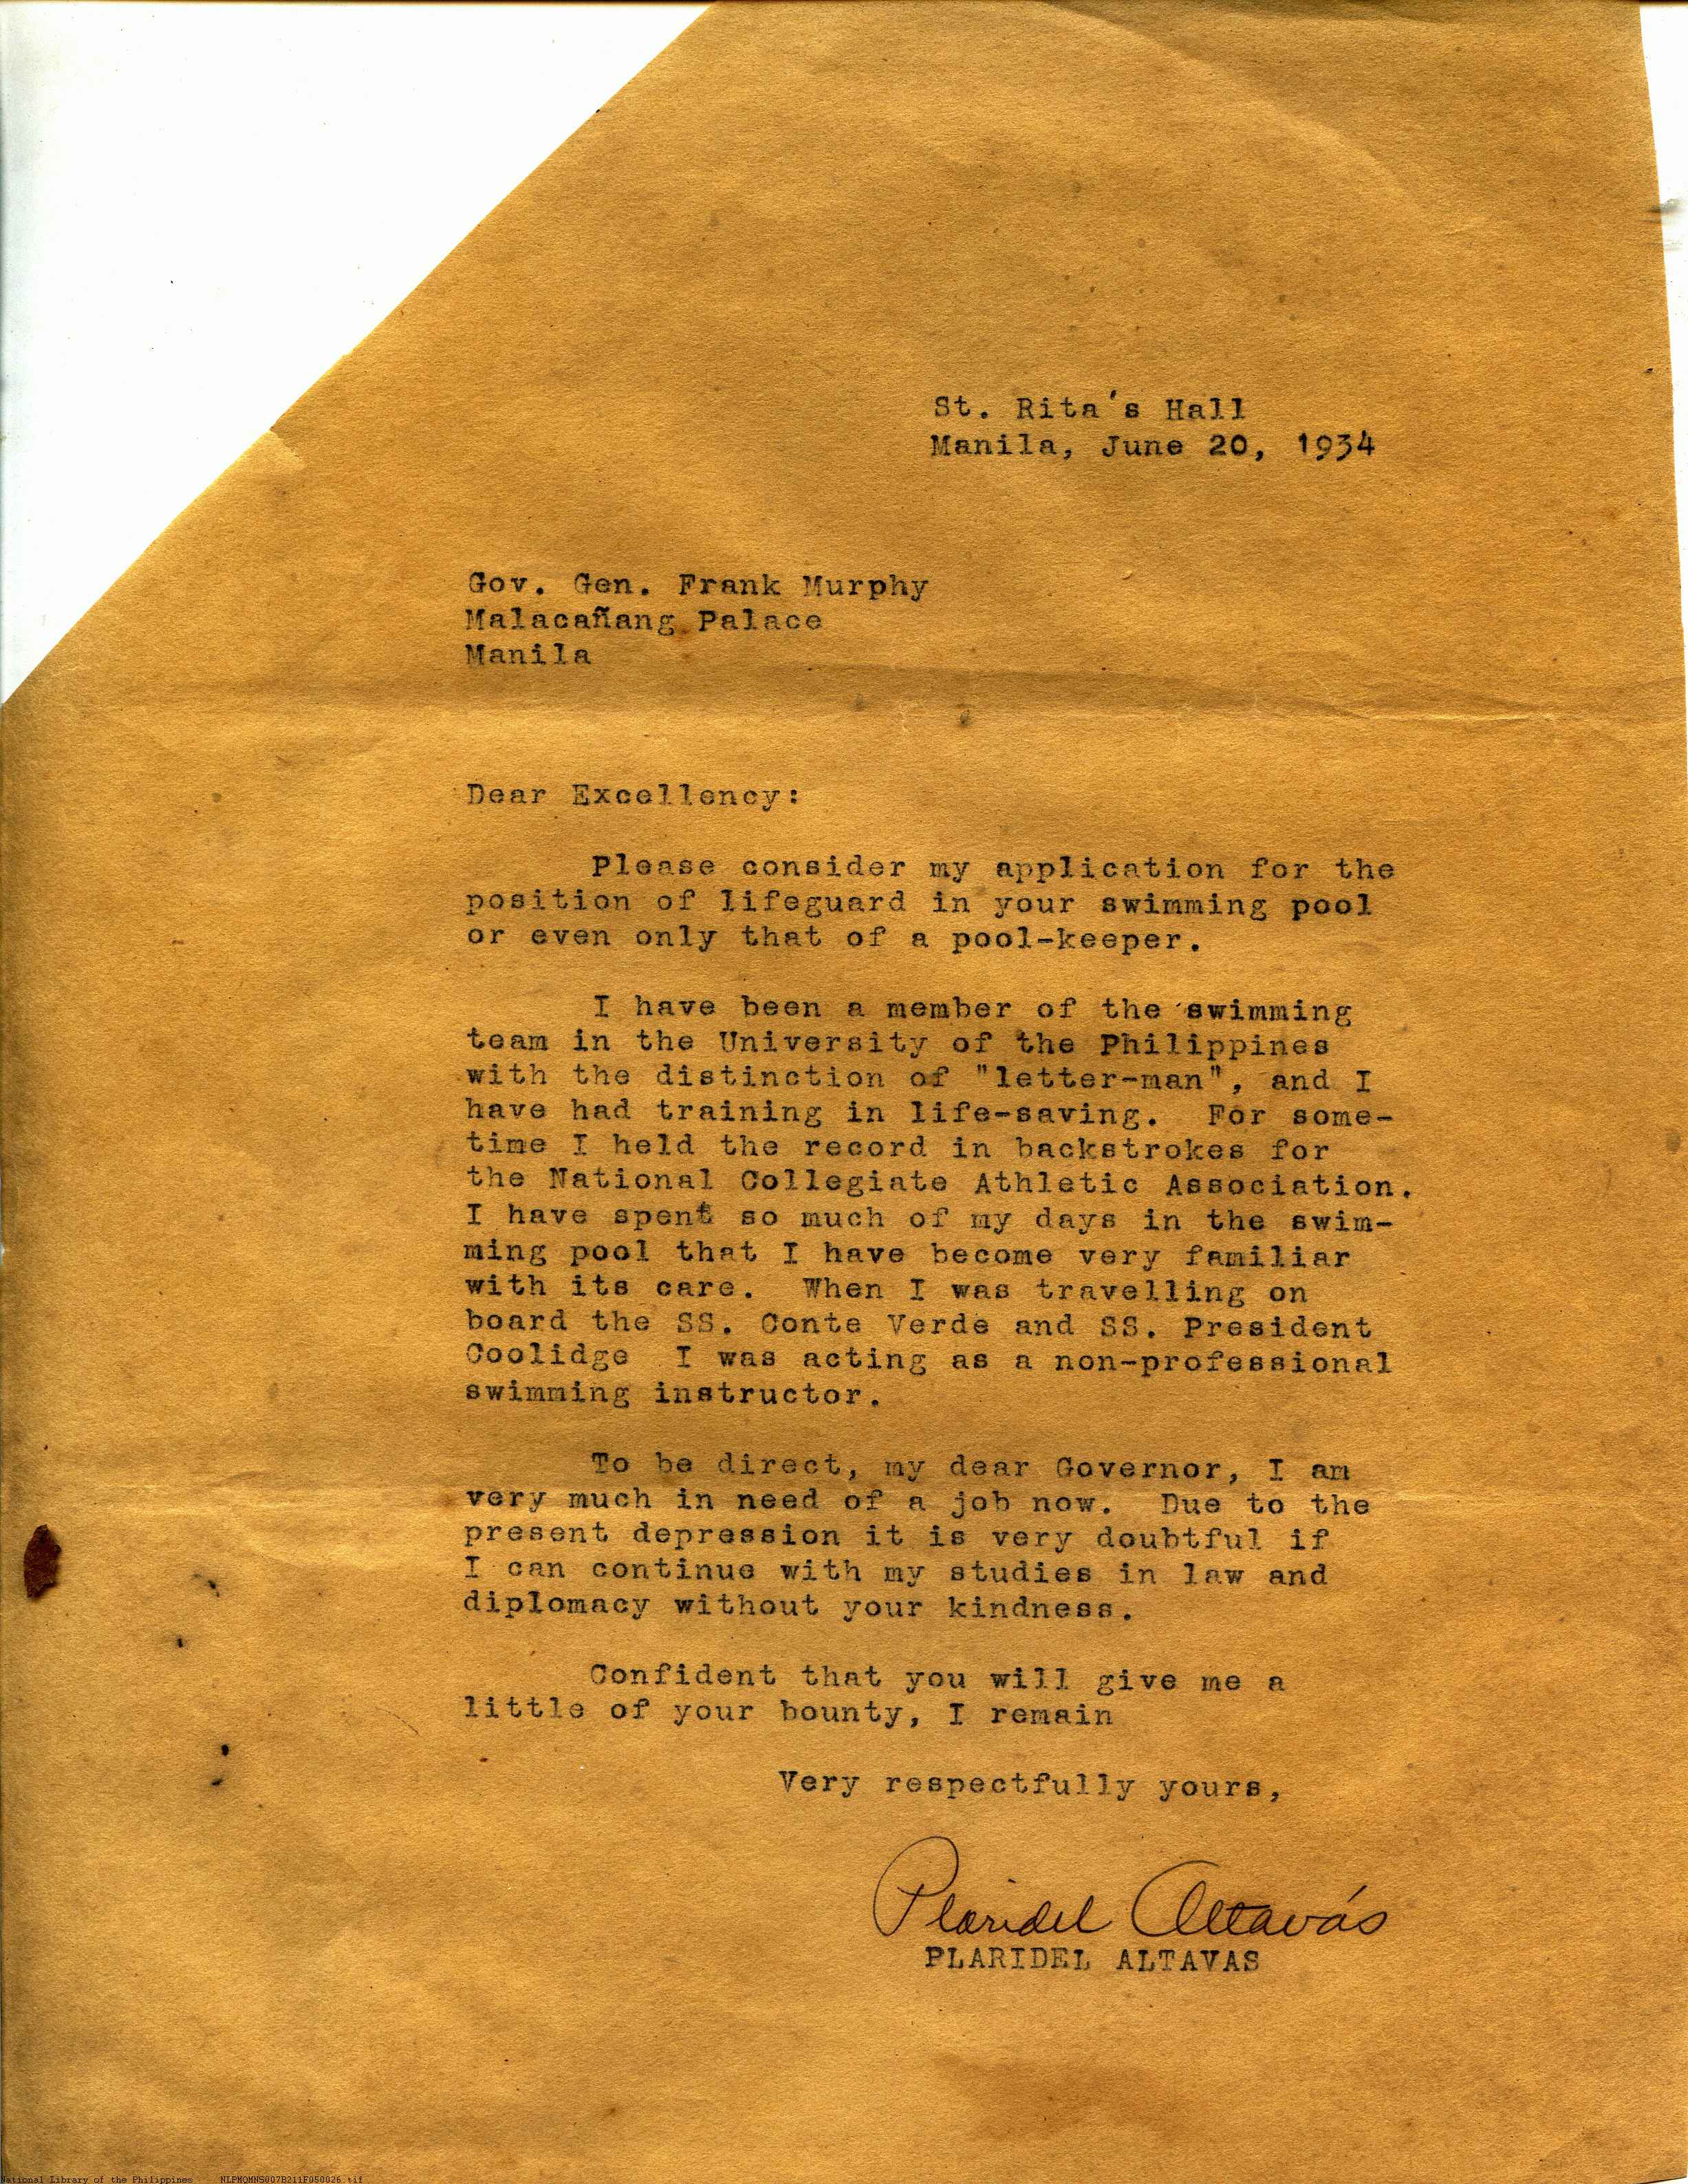 St. Rita's Hall
Manila, June 20, 1934
Gov. Gen. Frank Murphy
Malacañang Palace
Manila
Dear Excellency:
Please consider my application for the
position of lifeguard in your swimming pool
or even only that of a pool-keeper.
I have been a member of the swimming
team in the University of the Philippines
with the distinction of "letter-man", and I
have had training in life-saving. For some-
time I held the record in backstrokes for
the National Collegiate Athletic Association.
I have spent so much of my days in the swim-
ming pool that I have become very familiar
with its care. When I was travelling on
board the SS. Conte Verde and SS. President
Coolidge I was acting as a non-professional
swimming instructor.
To be direct, my dear Governor, I am
very much in need of a job now. Due to the
present depression it is very doubtful if
I can continue with my studies in law and
diplomacy without your kindness.
Confident that you will give me a
little of your bounty, I remain
Very respectfully yours,
Plaridel Altavás
PLARIDEL ALTAVAS
National Library of the Philippines NLPMQMNS007B211F050026.tif